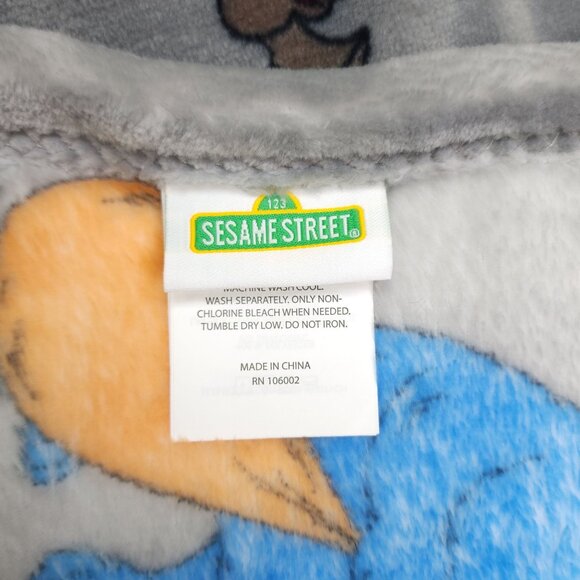 123
SESAME STREET®
MACHINE WASH COOL.
WASH SEPARATELY. ONLY NON-
CHLORINE BLEACH WHEN NEEDED.
TUMBLE DRY LOW. DO NOT IRON.
MADE IN CHINA
RN 106002